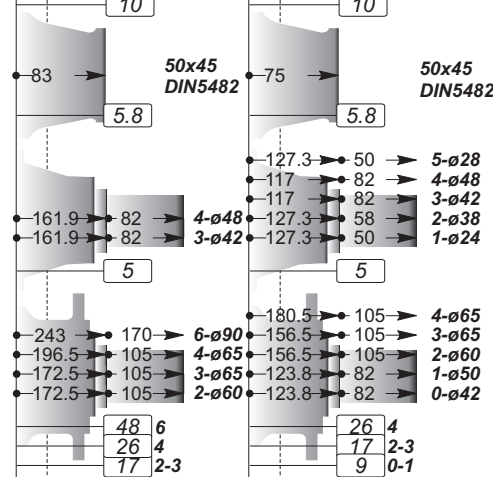 10
10
83
50x45
DIN5482
75
50x45
DIN5482
5.8
5.8
127.3 50 5-ø28
117 82 4-ø48
117 82 3-ø42
161.9 82 4-ø48
127.3 58 2-ø38
161.9 82 3-ø42
127.3 50 1-ø24
5
5
180.5 105 4-ø65
243 170 6-ø90
156.5 105 3-ø65
196.5 105 4-ø65
156.5 105 2-ø60
172.5 105 3-ø65
123.8 82 1-ø50
172.5 105 2-ø60
123.8 82 0-ø42
48 6
26 4
26 4
17 2-3
17 2-3
9 0-1